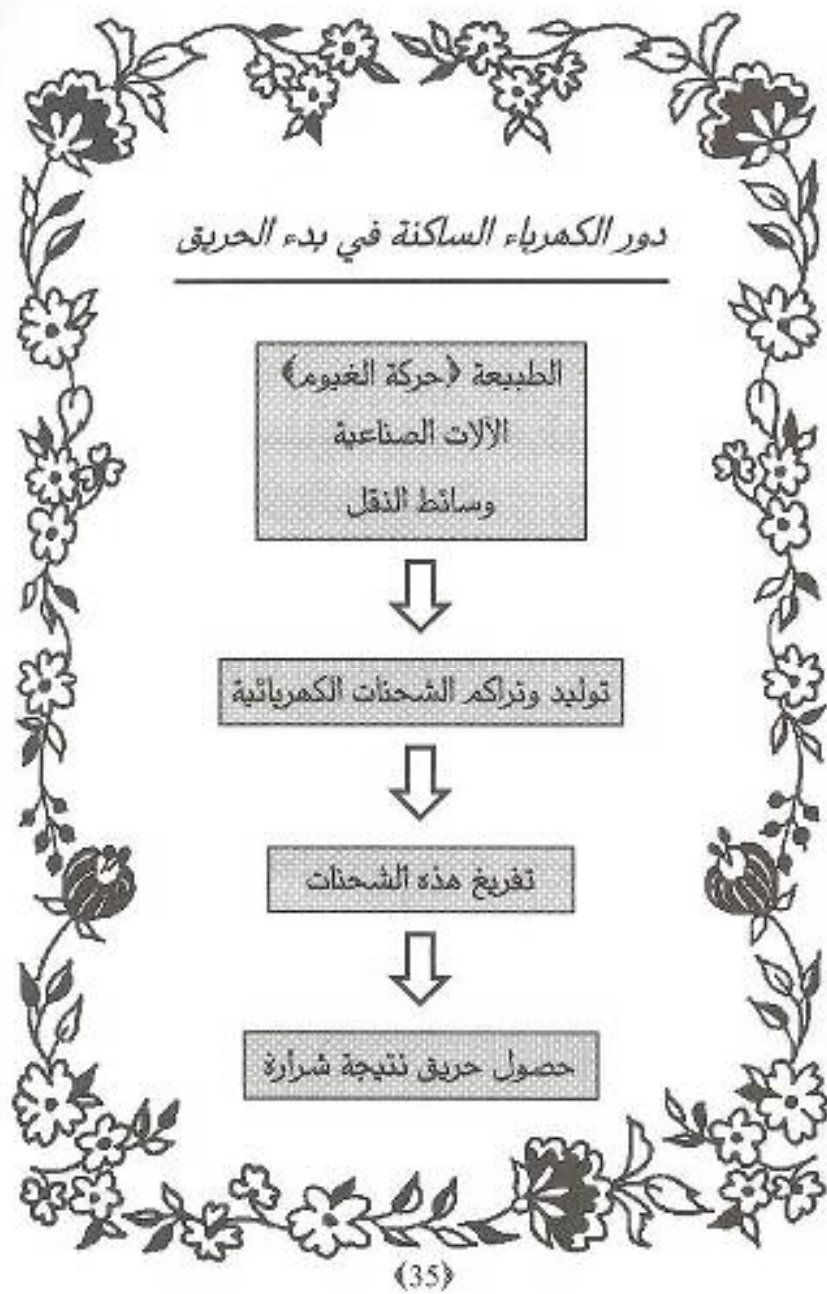 دور الكهرباء الساكنة في بدء الحريق
الطبيعة ﴿حركة الغيوم﴾
الآلات الصناعية
وسائط النقل
توليد وتراكم الشحنات الكهربائية
تفريغ هذه الشحنات
حصول حريق نتيجة شرارة
﴿35﴾